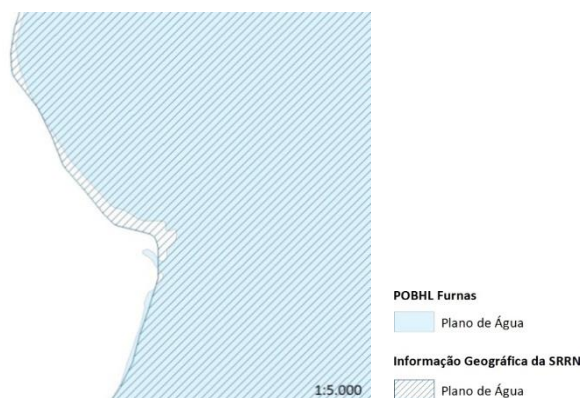 POBHL Furnas
Plano de Água
Informação Geográfica da SRRN
Plano de Água
1:5.000